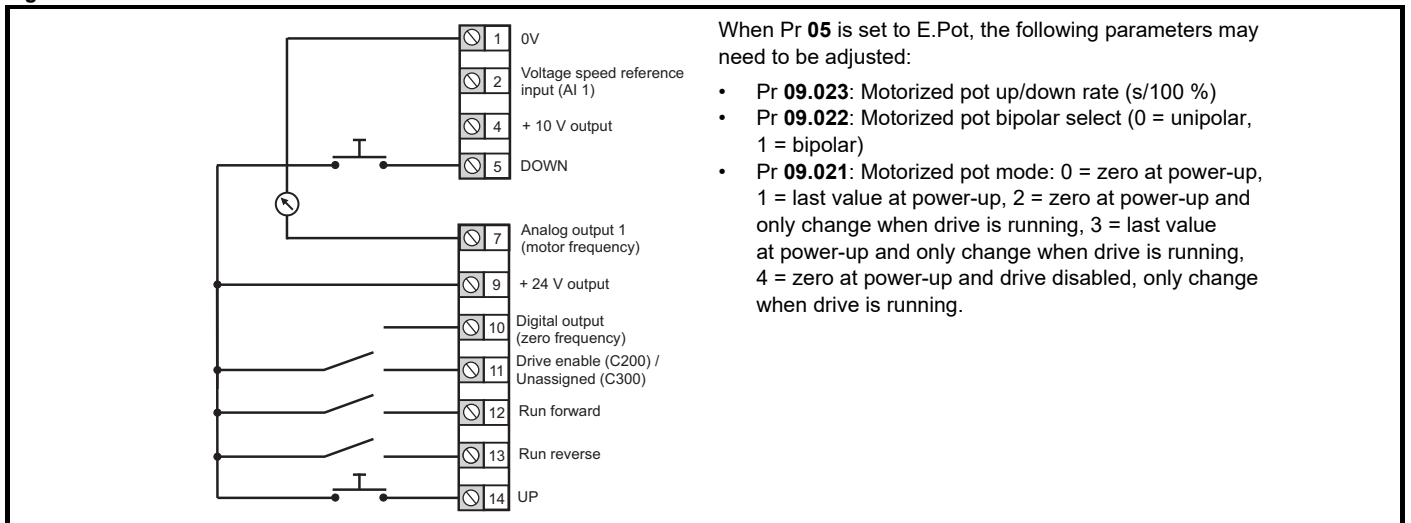 1 0V
2 Voltage speed reference
input (AI 1)
4 + 10 V output
5 DOWN
7 Analog output 1
(motor frequency)
9 + 24 V output
10 Digital output
(zero frequency)
11 Drive enable (C200) /
Unassigned (C300)
12 Run forward
13 Run reverse
14 UP
When Pr 05 is set to E.Pot, the following parameters may
need to be adjusted:
• Pr 09.023: Motorized pot up/down rate (s/100 %)
• Pr 09.022: Motorized pot bipolar select (0 = unipolar,
1 = bipolar)
• Pr 09.021: Motorized pot mode: 0 = zero at power-up,
1 = last value at power-up, 2 = zero at power-up and
only change when drive is running, 3 = last value
at power-up and only change when drive is running,
4 = zero at power-up and drive disabled, only change
when drive is running.